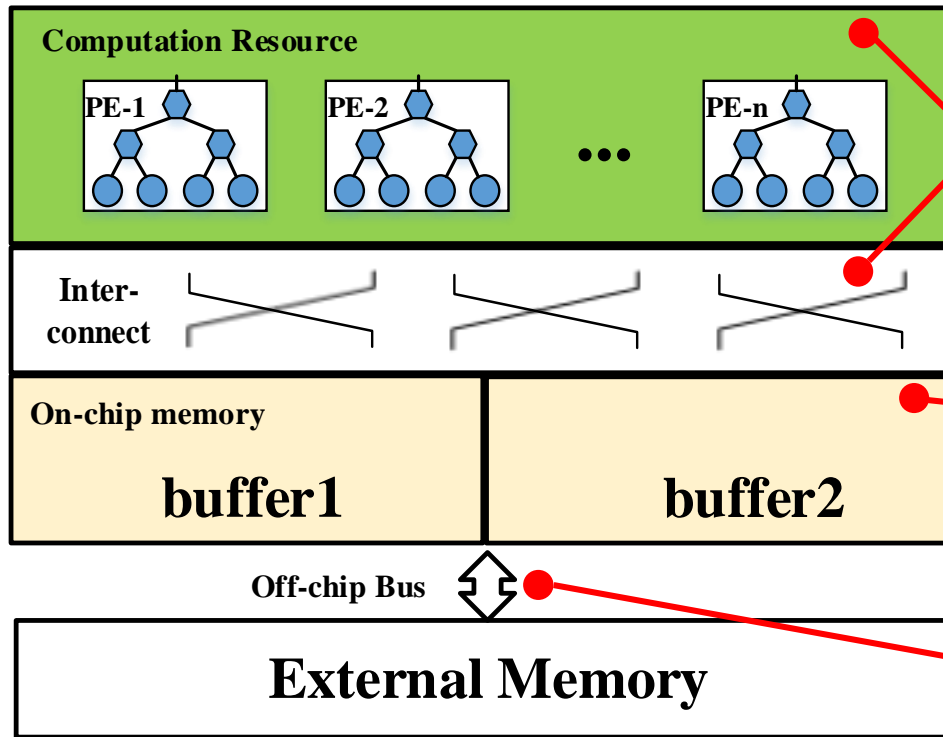 Computation Resource
PE-1
PE-2
PE-n
•••
Inter-
connect
On-chip memory
buffer1
buffer2
Off-chip Bus
External Memory